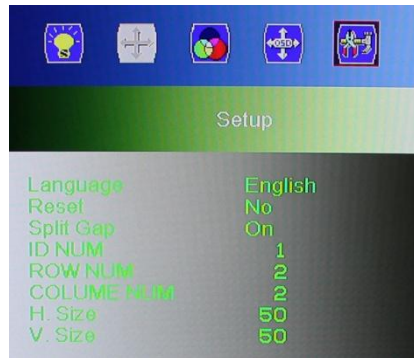 OSD
Setup
Language English
Reset No
Split Gap On
ID NUM 1
ROW NUM 2
COLUME NUM 2
H. Size 50
V. Size 50